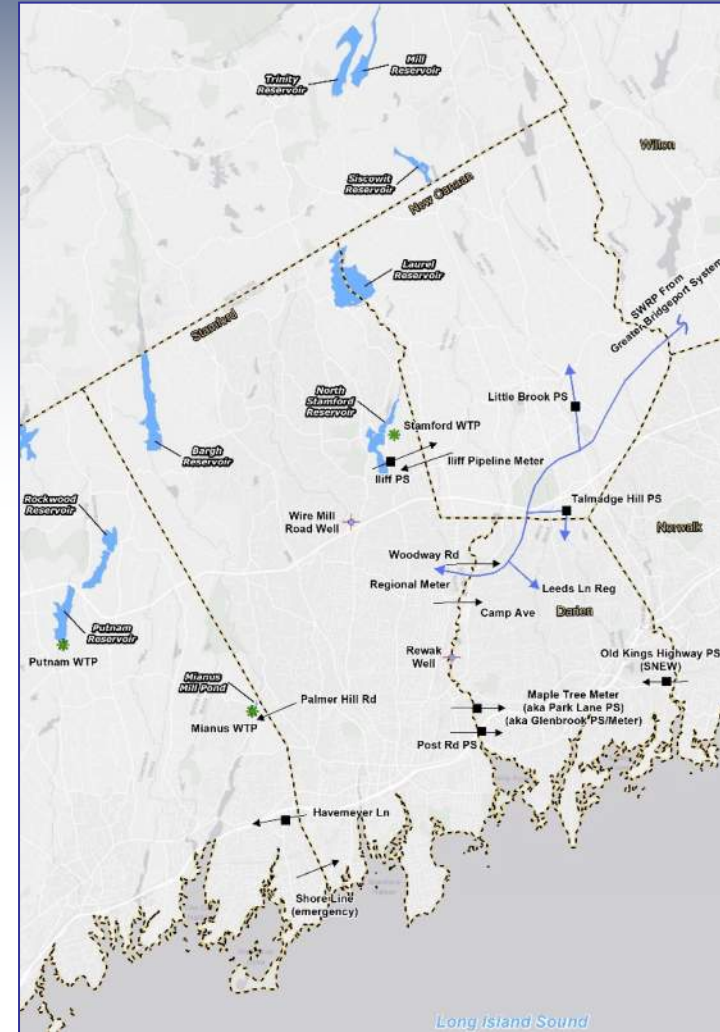 Mill
Reservoir
Trinity
Reservoir
Wilton
Siscowit
Reservoir
New Canaan
Laurel
Reservoir
SWRP From
Greater Bridgeport System
Stamford
North
Stamford
Reservoir
Little Brook PS
Stamford WTP
Bargh
Reservoir
Iliff Pipeline Meter
Iliff PS
Rockwood
Reservoir
Talmadge Hill PS
Wire Mill
Road Well
Norwalk
Woodway Rd
Regional Meter
Leeds Ln Reg
Camp Ave
Darien
Putnam
Reservoir
Putnam WTP
Rewak
Well
Old Kings Highway PS
(SNEW)
Mianus
Mill Pond
Palmer Hill Rd
Maple Tree Meter
(aka Park Lane PS)
(aka Glenbrook PS/Meter)
Mianus WTP
Post Rd PS
Havemeyer Ln
Shore Line
(emergency)
Long Island Sound